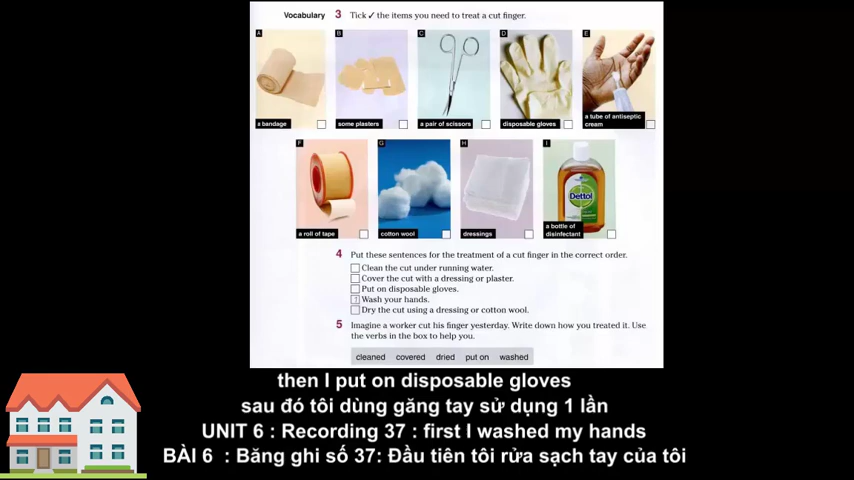 Vocabulary 3 Tick ✓ the items you need to treat a cut finger.
A
B
C
D
E
a bandage
some plasters
a pair of scissors
disposable gloves
a tube of antiseptic
cream
F
G
H
I
Dettol
a roll of tape
cotton wool
dressings
a bottle of
disinfectant
4 Put these sentences for the treatment of a cut finger in the correct order.
Clean the cut under running water.
Cover the cut with a dressing or plaster.
Put on disposable gloves.
1 Wash your hands.
Dry the cut using a dressing or cotton wool.
5 Imagine a worker cut his finger yesterday. Write down how you treated it. Use
the verbs in the box to help you.
cleaned covered dried put on washed
then I put on disposable gloves
sau đó tôi dùng găng tay sử dụng 1 lần
UNIT 6 : Recording 37 : first I washed my hands
BÀI 6 : Băng ghi số 37: Đầu tiên tôi rửa sạch tay của tôi